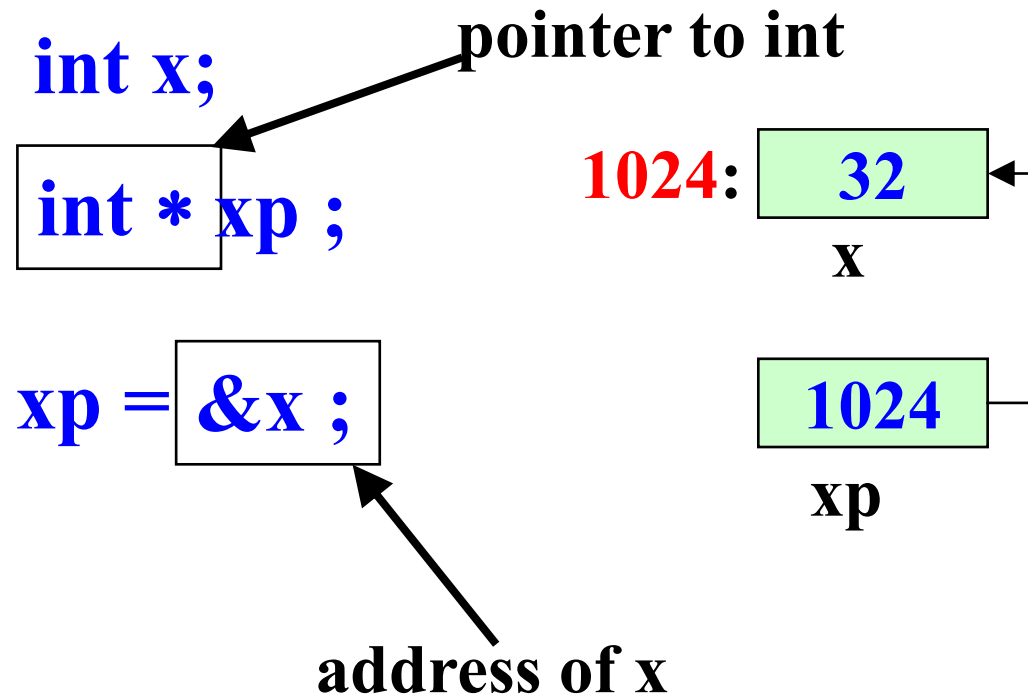 pointer to int
int x;
int * xp ;
xp = &x ;
address of x
1024: 32
x
1024
xp